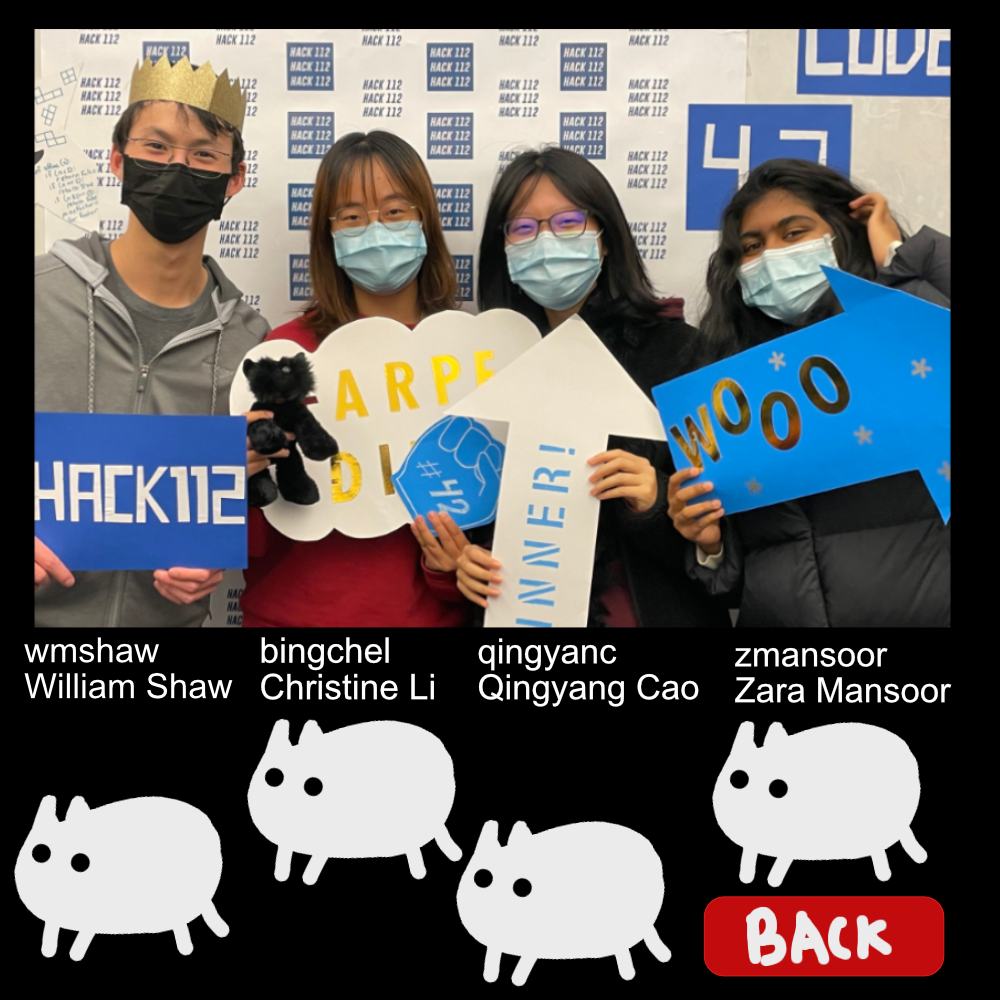 HACK 112
HACK 112
HACK 112
CODE
42
HACK112
ARPE
DI
#42
INNER!
WOOO
wmshaw
William Shaw
bingchel
Christine Li
qingyanc
Qingyang Cao
zmansoor
Zara Mansoor
BACK